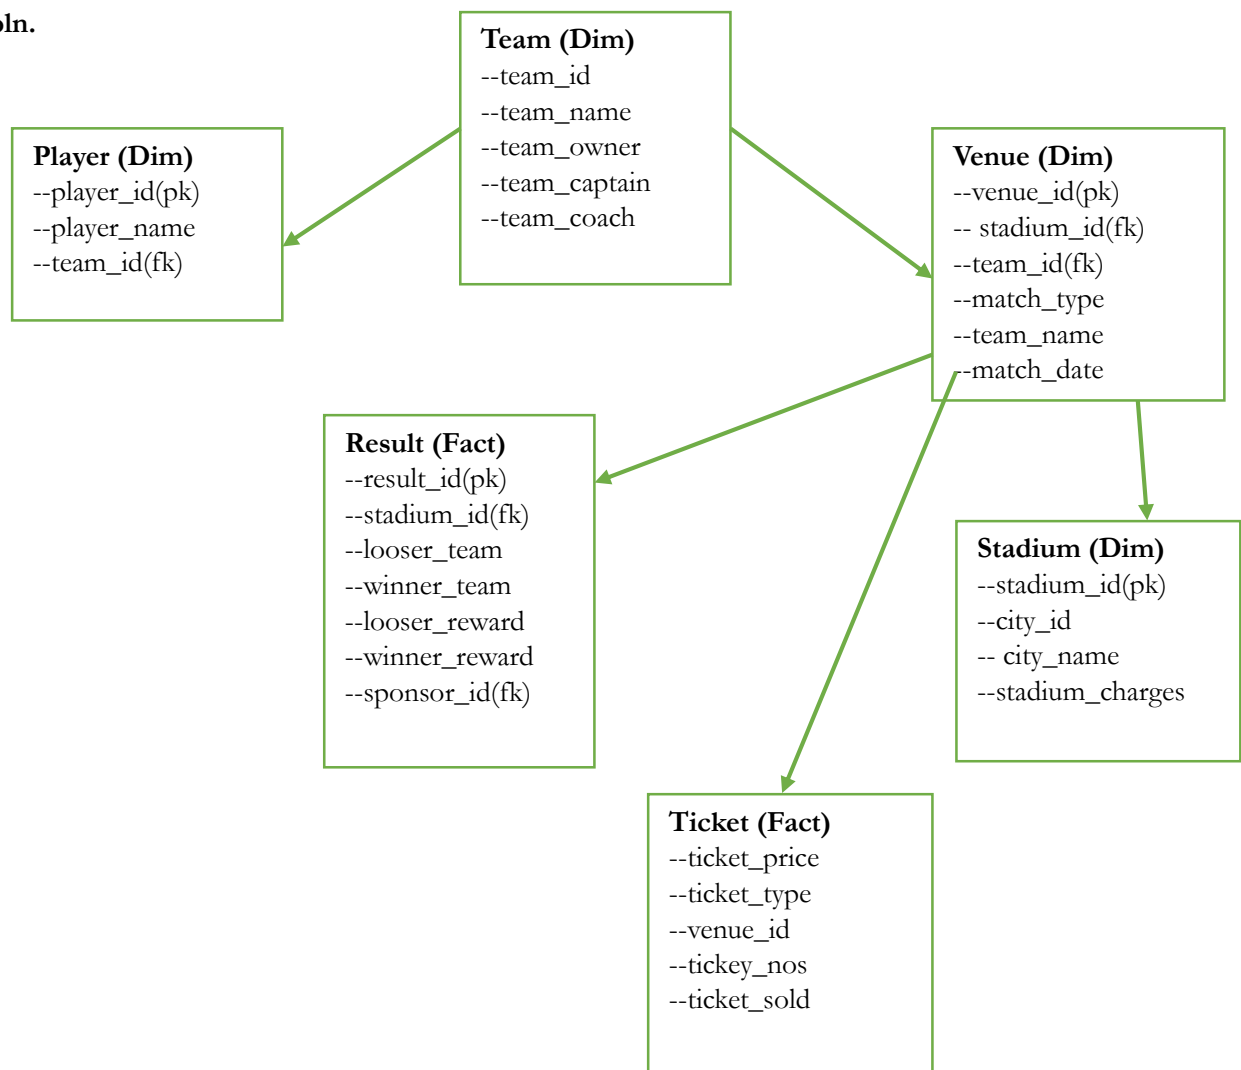 oln.
Team (Dim)
--team_id
--team_name
--team_owner
--team_captain
--team_coach
Player (Dim)
--player_id(pk)
--player_name
--team_id(fk)
Venue (Dim)
--venue_id(pk)
-- stadium_id(fk)
--team_id(fk)
--match_type
--team_name
--match_date
Result (Fact)
--result_id(pk)
--stadium_id(fk)
--looser_team
--winner_team
--looser_reward
--winner_reward
--sponsor_id(fk)
Stadium (Dim)
--stadium_id(pk)
--city_id
-- city_name
--stadium_charges
Ticket (Fact)
--ticket_price
--ticket_type
--venue_id
--tickey_nos
--ticket_sold